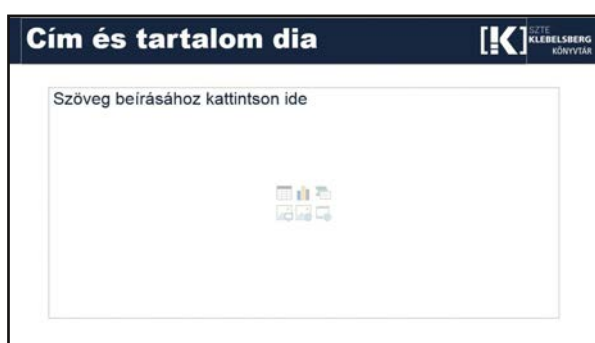 Cím és tartalom dia
[K]
SZTE
KLEBELSBERG
KÖNYVTÁR
Szöveg beírásához kattintson ide